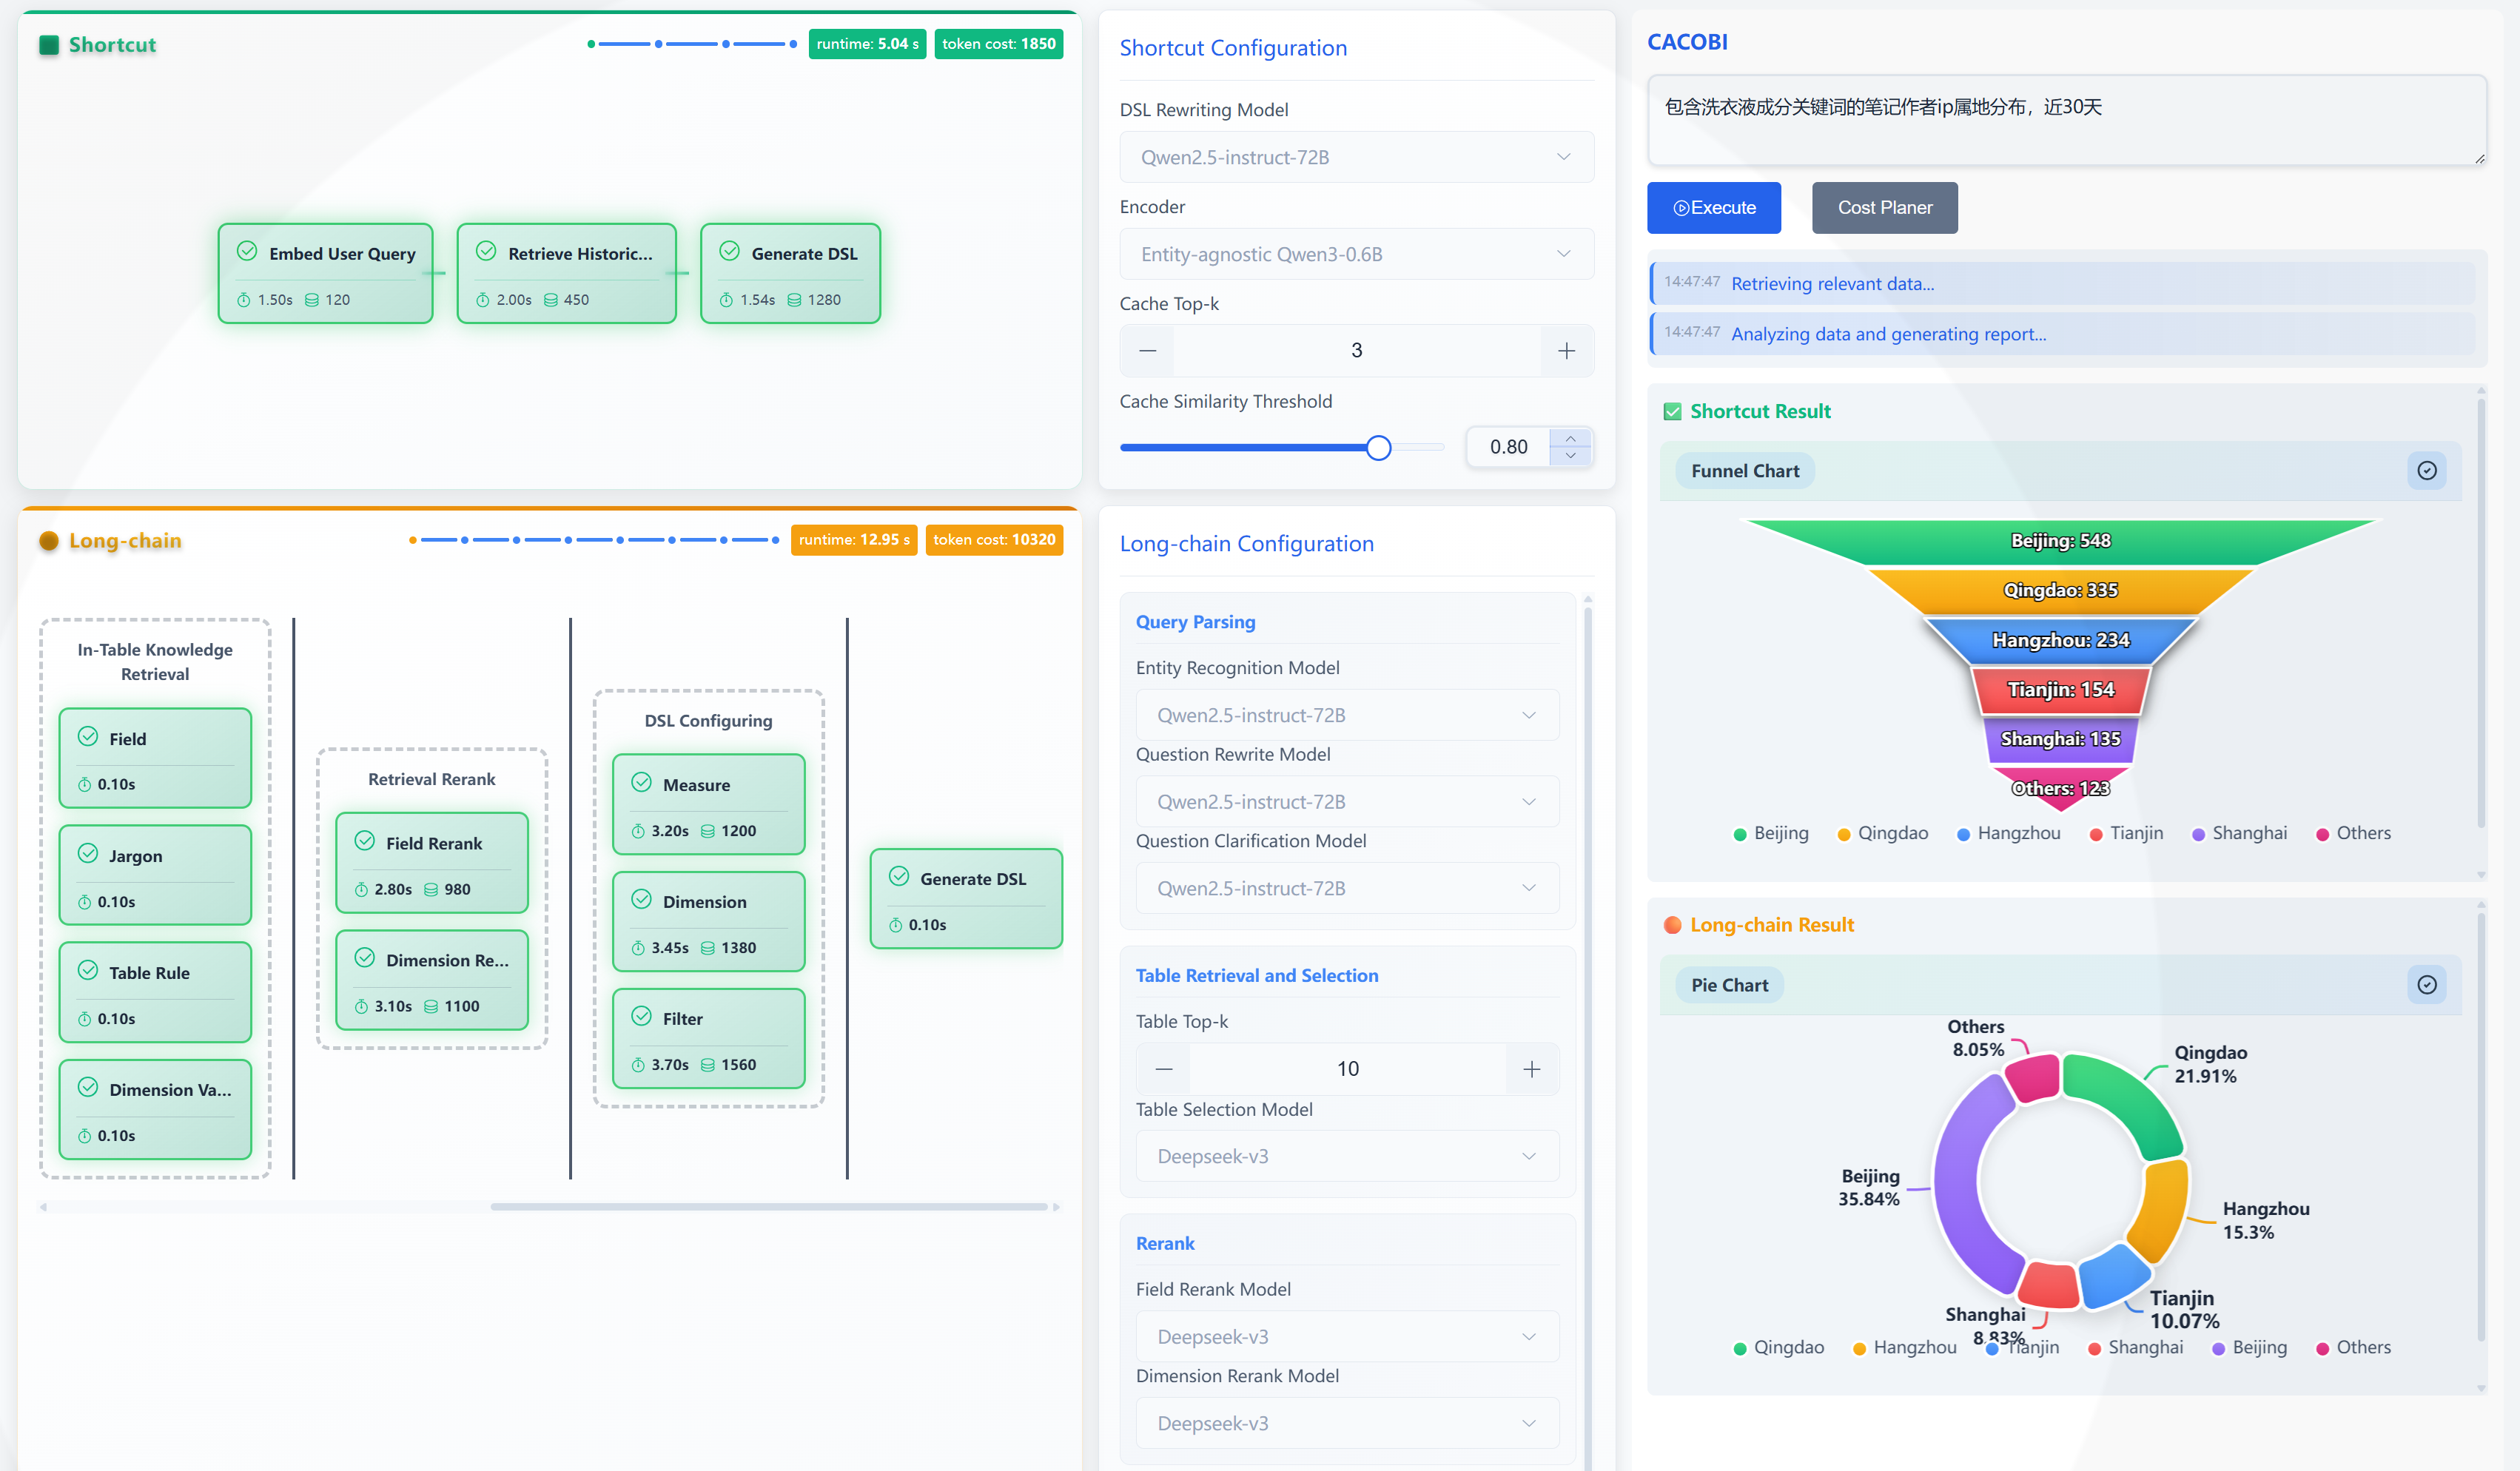 Shortcut
runtime: 5.04 s
token cost: 1850
Embed User Query
1.50s 120
Retrieve Historic...
2.00s 450
Generate DSL
1.54s 1280
Long-chain
runtime: 12.95 s
token cost: 10320
In-Table Knowledge
Retrieval
Field
0.10s
Jargon
0.10s
Table Rule
0.10s
Dimension Va...
0.10s
Retrieval Rerank
Field Rerank
2.80s 980
Dimension Re...
3.10s 1100
DSL Configuring
Measure
3.20s 1200
Dimension
3.45s 1380
Filter
3.70s 1560
Generate DSL
0.10s
Shortcut Configuration
DSL Rewriting Model
Qwen2.5-instruct-72B
Encoder
Entity-agnostic Qwen3-0.6B
Cache Top-k
3
Cache Similarity Threshold
0.80
Long-chain Configuration
Query Parsing
Entity Recognition Model
Qwen2.5-instruct-72B
Question Rewrite Model
Qwen2.5-instruct-72B
Question Clarification Model
Qwen2.5-instruct-72B
Table Retrieval and Selection
Table Top-k
10
Table Selection Model
Deepseek-v3
Rerank
Field Rerank Model
Deepseek-v3
Dimension Rerank Model
Deepseek-v3
CACOBI
包含洗衣液成分关键词的笔记作者ip属地分布，近30天
Execute
Cost Planer
14:47:47 Retrieving relevant data...
14:47:47 Analyzing data and generating report...
Shortcut Result
Funnel Chart
Beijing: 548
Qingdao: 335
Hangzhou: 234
Tianjin: 154
Shanghai: 135
Others: 123
Beijing Qingdao Hangzhou Tianjin Shanghai Others
Long-chain Result
Pie Chart
Others
8.05%
Qingdao
21.91%
Beijing
35.84%
Hangzhou
15.3%
Tianjin
10.07%
Shanghai
8.83%
Qingdao Hangzhou Tianjin Shanghai Beijing Others